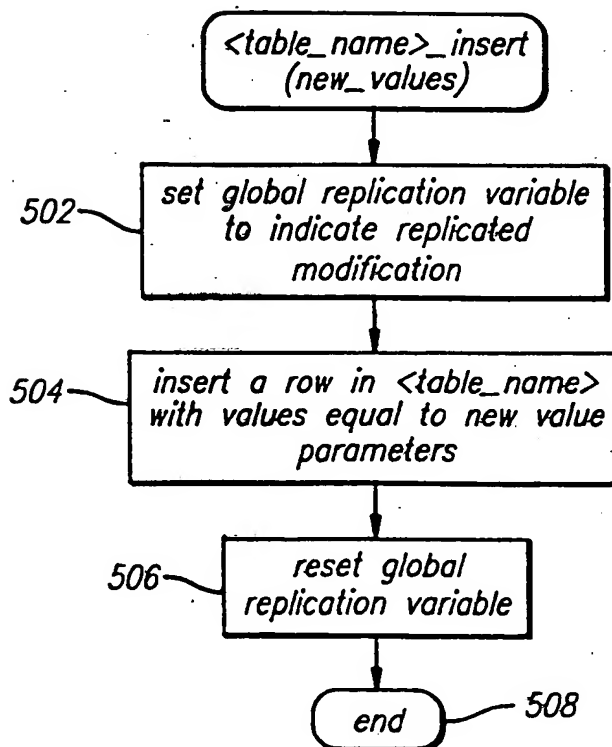 <table_name>_insert
(new_values)
502
set global replication variable
to indicate replicated
modification
504
insert a row in <table_name>
with values equal to new value
parameters
506
reset global
replication variable
end
508